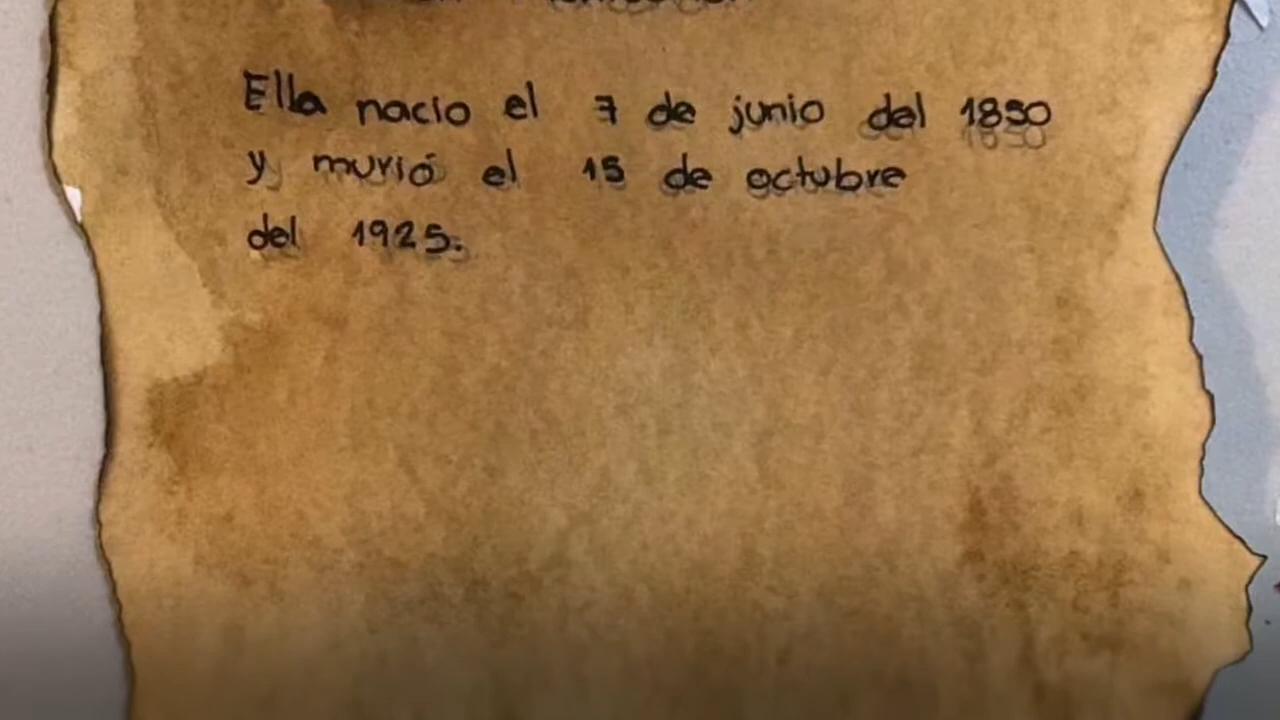 Ella nacio el 7 de junio del 1850
y murió el 15 de octubre
del 1925.